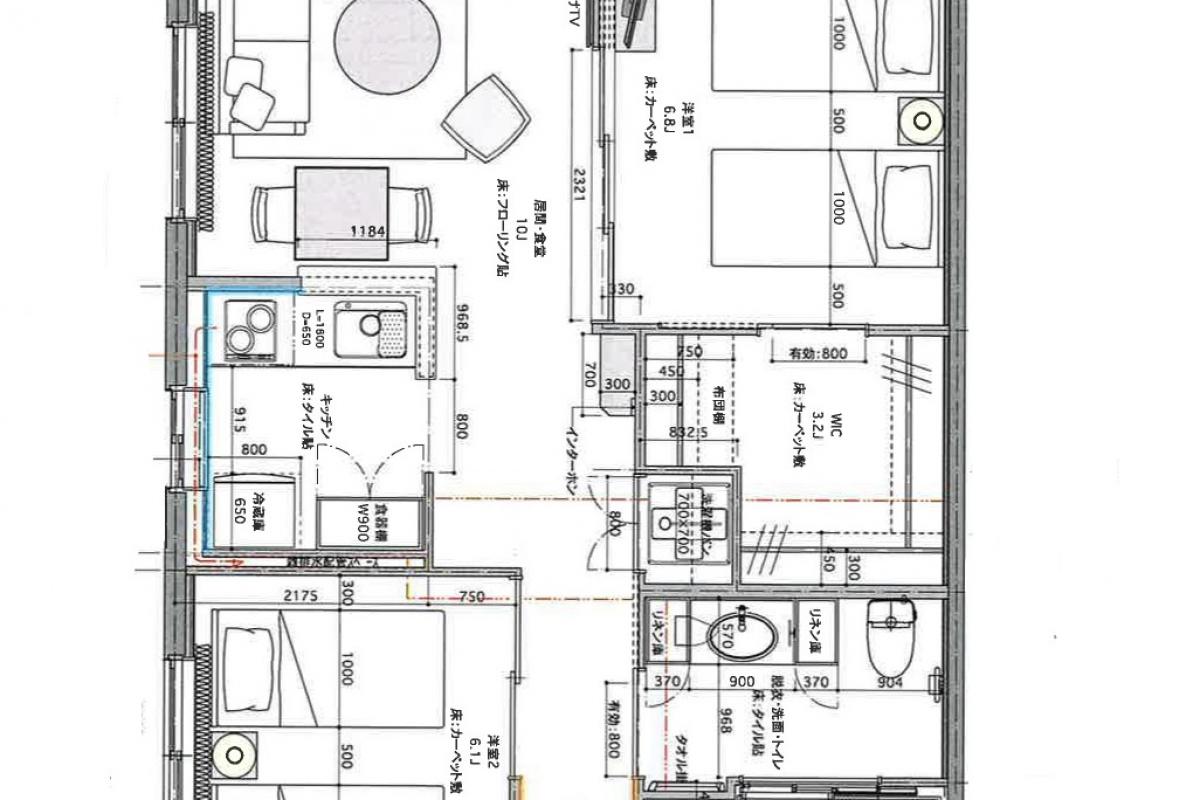 けTV
1000
500
1000
500
洋室1
6.8J
床:カーペット敷
2321
居間・食堂
10J
床:フローリング貼
1184
330
968.5
L=1800
D=650
キッチン
床:タイル貼
915
800
800
冷蔵庫
650
食器棚
W900
700
300
インターホン
750
450
300
832.5
布団棚
有効:800
WIC
3.2J
床:カーペット敷
800
洗濯機パン
700×700
450
300
2175
300
750
1000
500
洋室2
6.1J
床:カーペット敷
リネン庫
570
リネン庫
370
900
370
904
968
脱衣・洗面・トイレ
床:タイル貼
有効:800